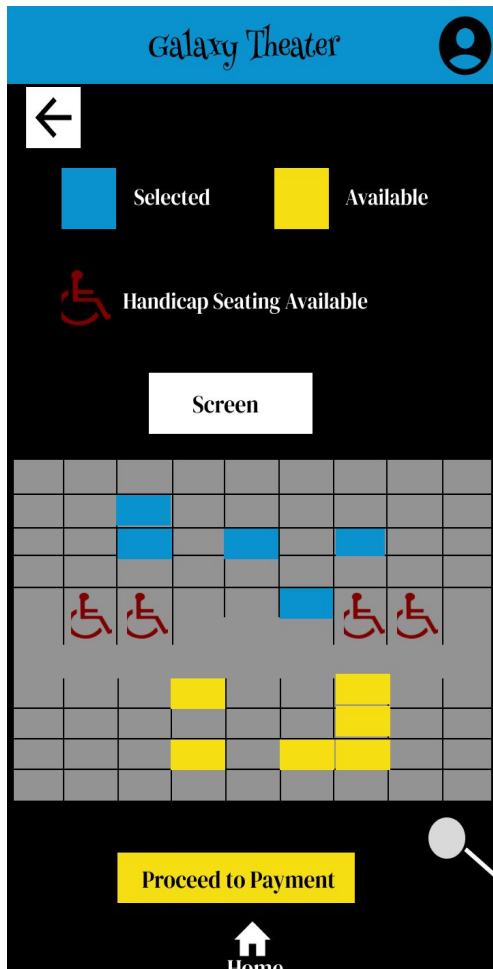 Galaxy Theater
Selected
Available
Handicap Seating Available
Screen
Proceed to Payment
Home